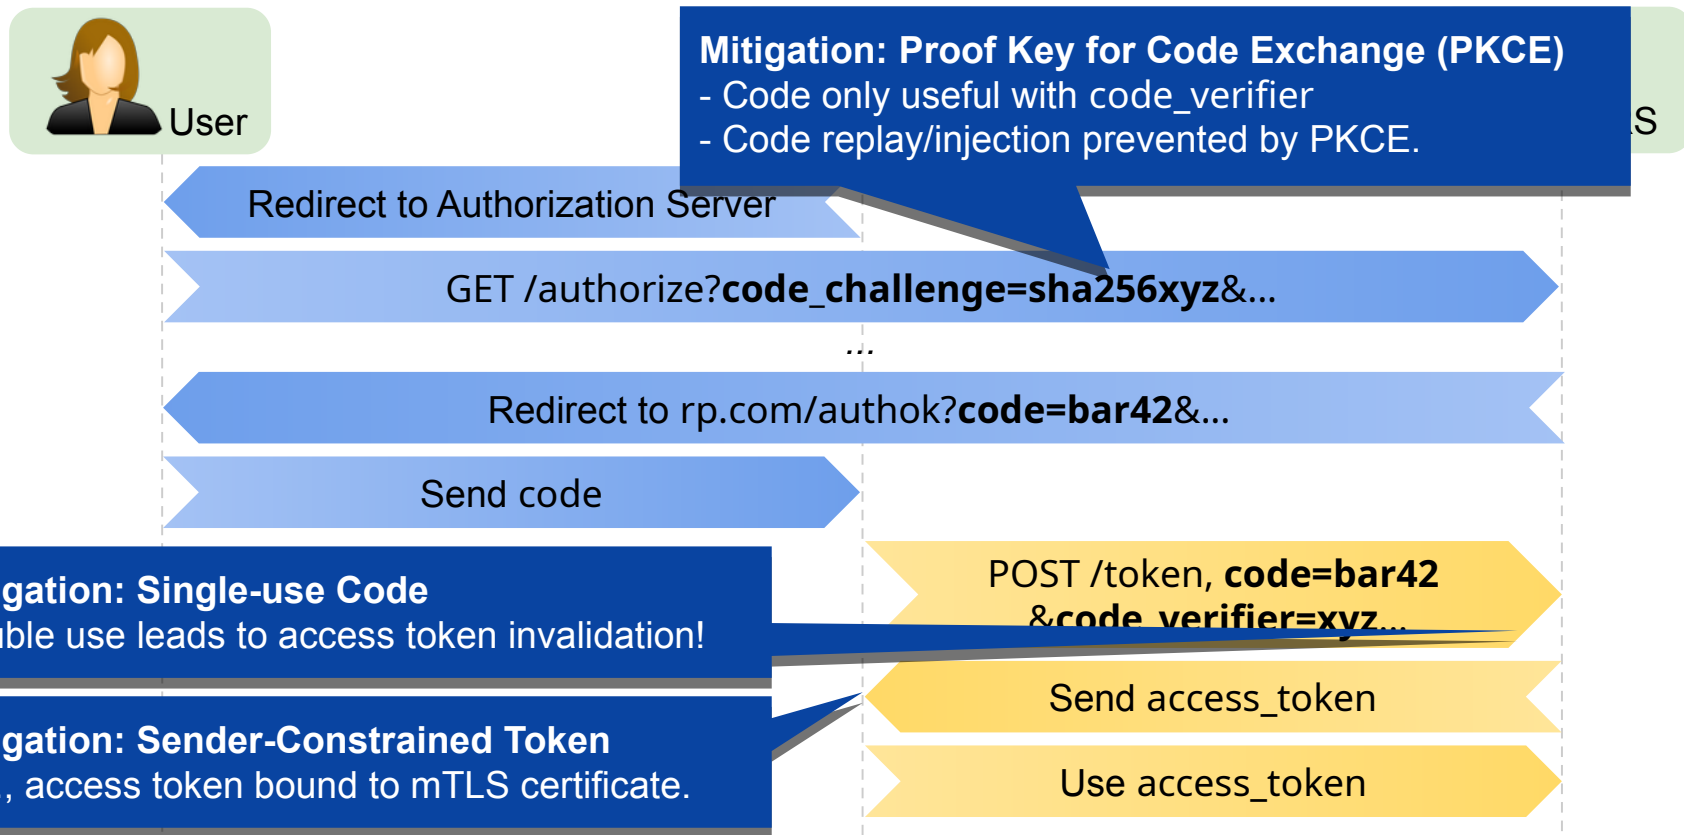 User
Mitigation: Proof Key for Code Exchange (PKCE)
- Code only useful with code_verifier
- Code replay/injection prevented by PKCE.
S
Redirect to Authorization Server
GET /authorize?code_challenge=sha256xyz&...
...
Redirect to rp.com/authok?code=bar42&...
Send code
POST /token, code=bar42
&code_verifier=xyz...
gation: Single-use Code
uble use leads to access token invalidation!
Send access_token
gation: Sender-Constrained Token
., access token bound to mTLS certificate.
Use access_token